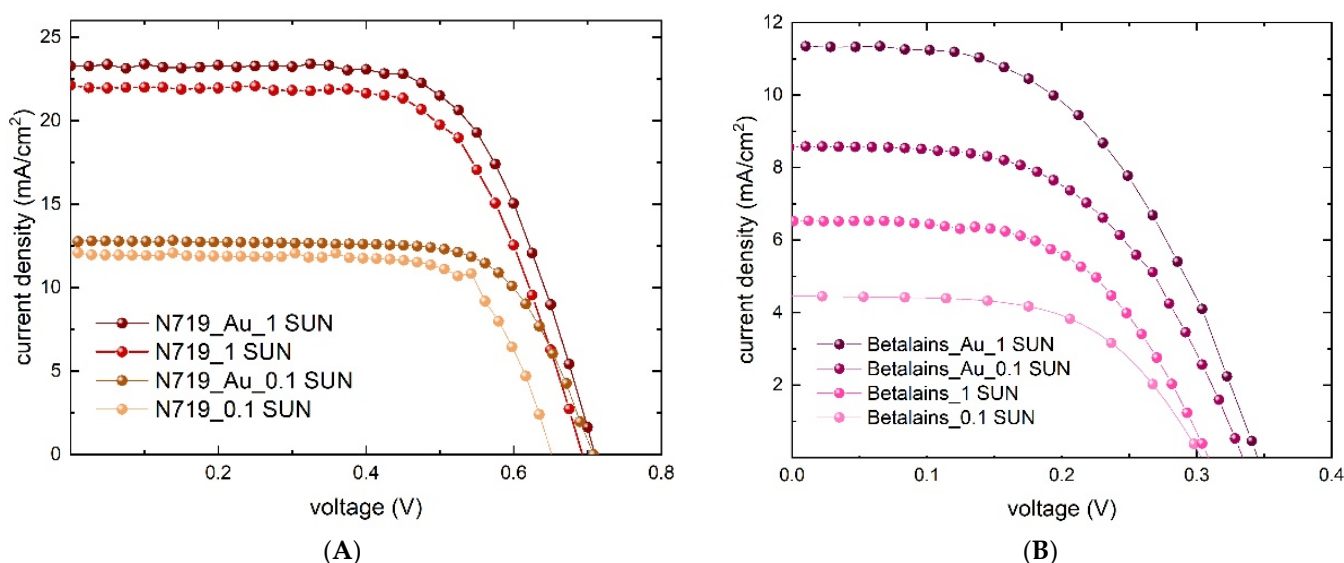 25
20
15
10
5
0
current density (mA/cm²)
N719_Au_1 SUN
N719_1 SUN
N719_Au_0.1 SUN
N719_0.1 SUN
0.2
0.4
0.6
0.8
voltage (V)
(A)
12
10
8
6
4
2
0
current density (mA/cm²)
Betalains_Au_1 SUN
Betalains_Au_0.1 SUN
Betalains_1 SUN
Betalains_0.1 SUN
0.0
0.1
0.2
0.3
0.4
voltage (V)
(B)